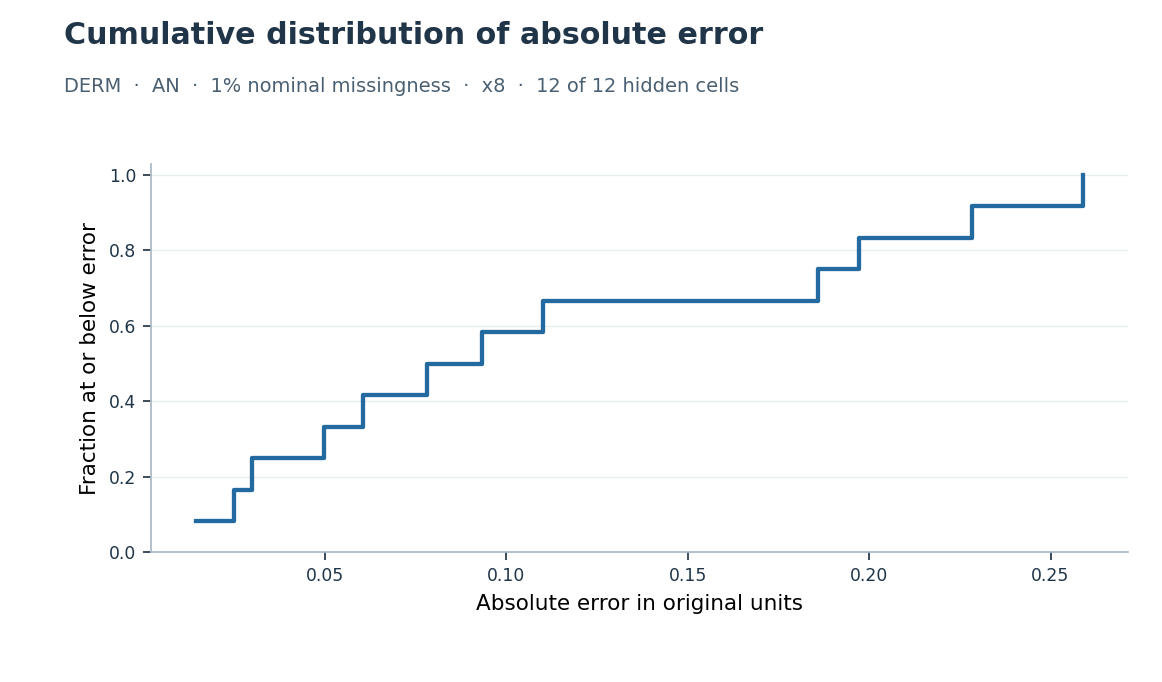 Cumulative distribution of absolute error
DERM · AN · 1% nominal missingness · x8 · 12 of 12 hidden cells
Fraction at or below error
1.0
0.8
0.6
0.4
0.2
0.0
0.05 0.10 0.15 0.20 0.25
Absolute error in original units